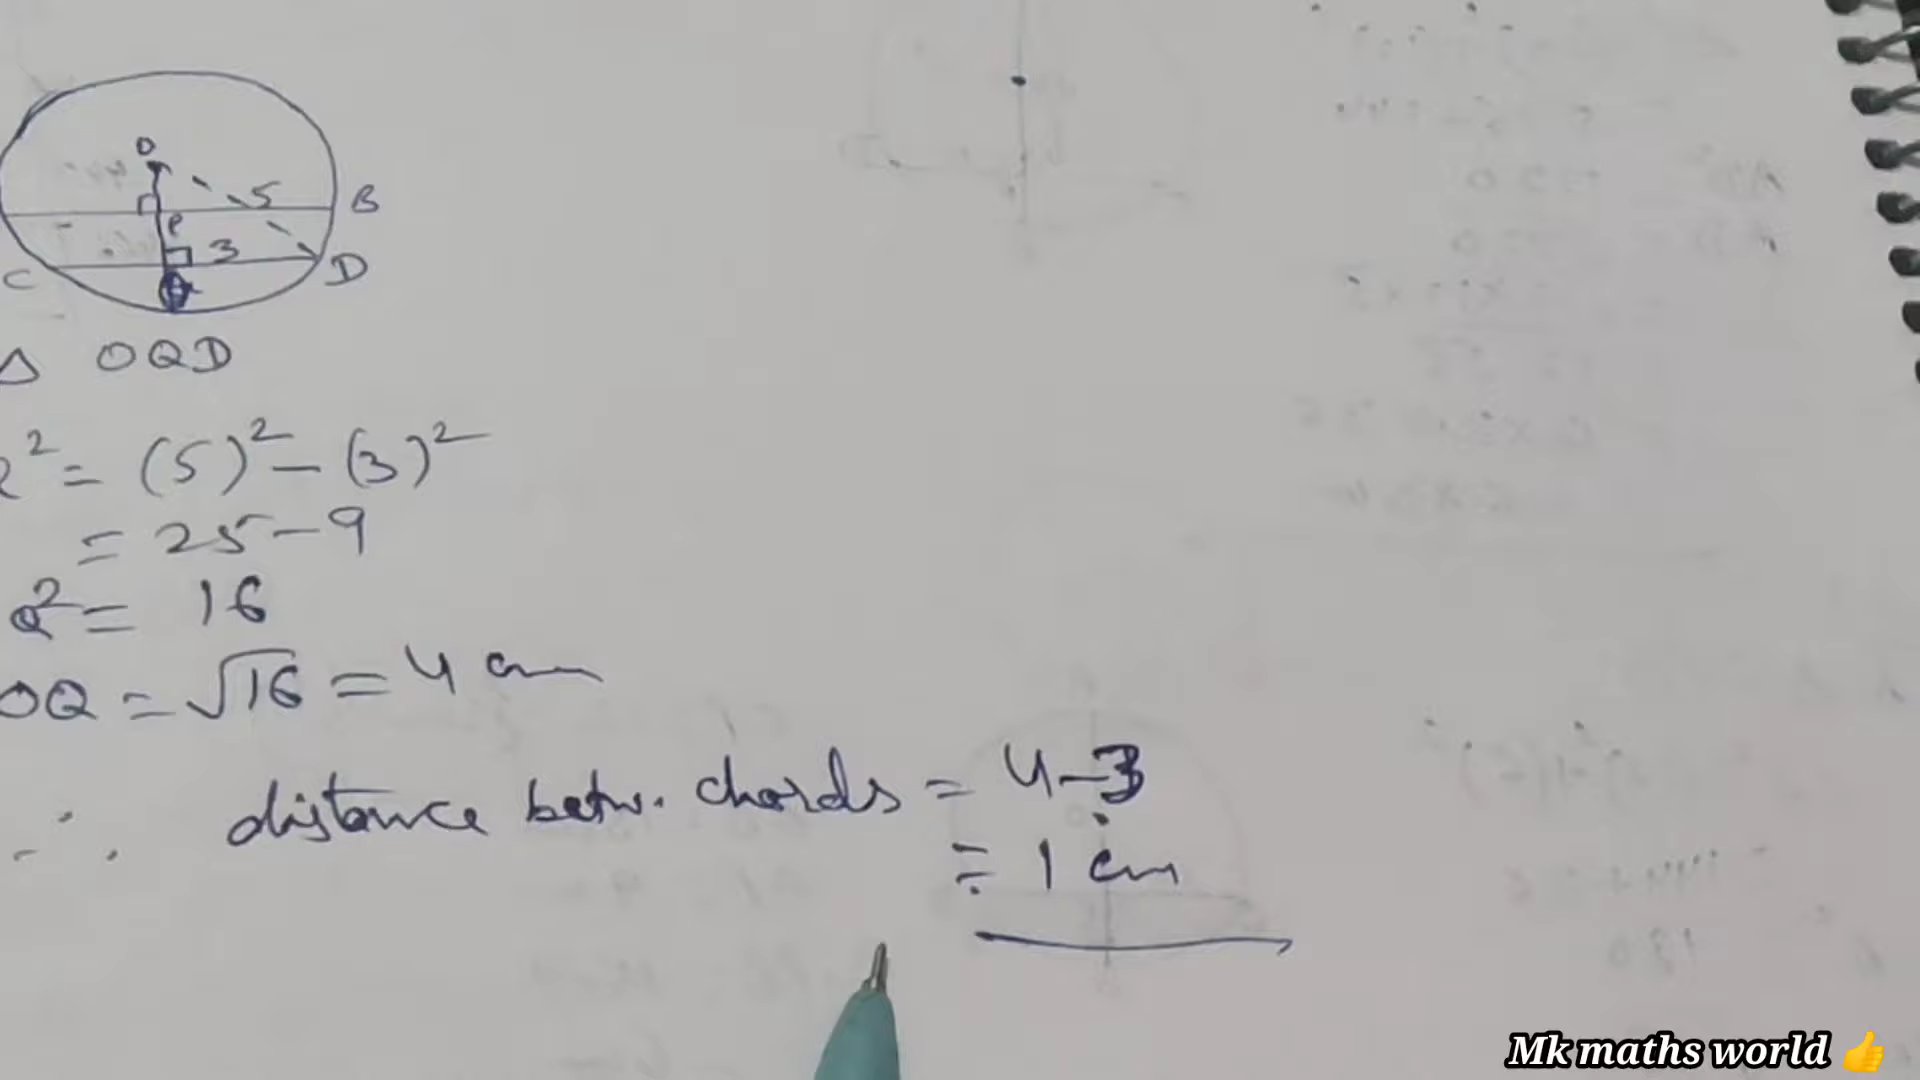 O
5 B
P
3
C D
Δ OQD
² = (5)² - (3)²
= 25 - 9
Q² = 16
OQ = √16 = 4 cm
∴ distance betw. chords = 4 - 3
= 1 cm
Mk maths world 👍